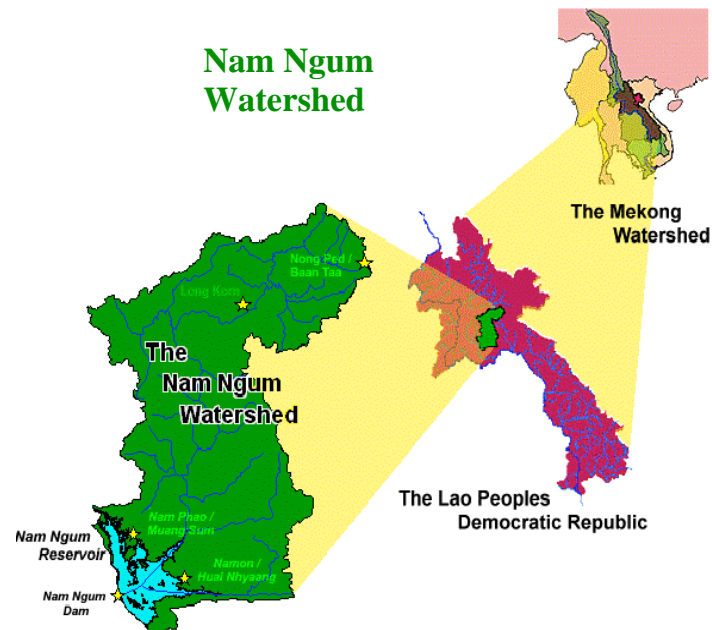 Nam Ngum
Watershed
The Mekong
Watershed
Nong Ped /
Baan Taa
Long Korn
The
Nam Ngum
Watershed
The Lao Peoples
Democratic Republic
Nam Phao /
Muang Sum
Nam Ngum
Reservoir
Namon /
Huai Nhyaang
Nam Ngum
Dam